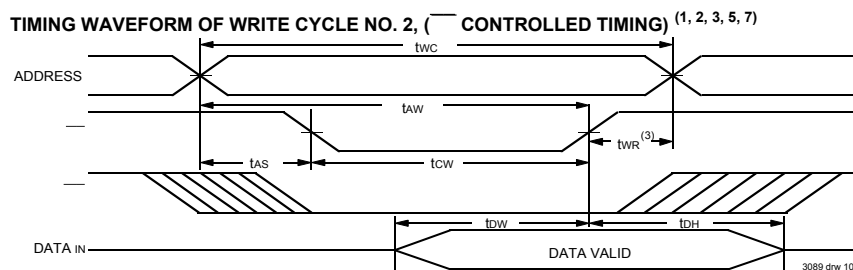 TIMING WAVEFORM OF WRITE CYCLE NO. 2, ( CONTROLLED TIMING) (1, 2, 3, 5, 7)
tWC
ADDRESS
tAW
tWR (3)
tAS
tCW
tDW
tDH
DATA IN
DATA VALID
3089 drw 10